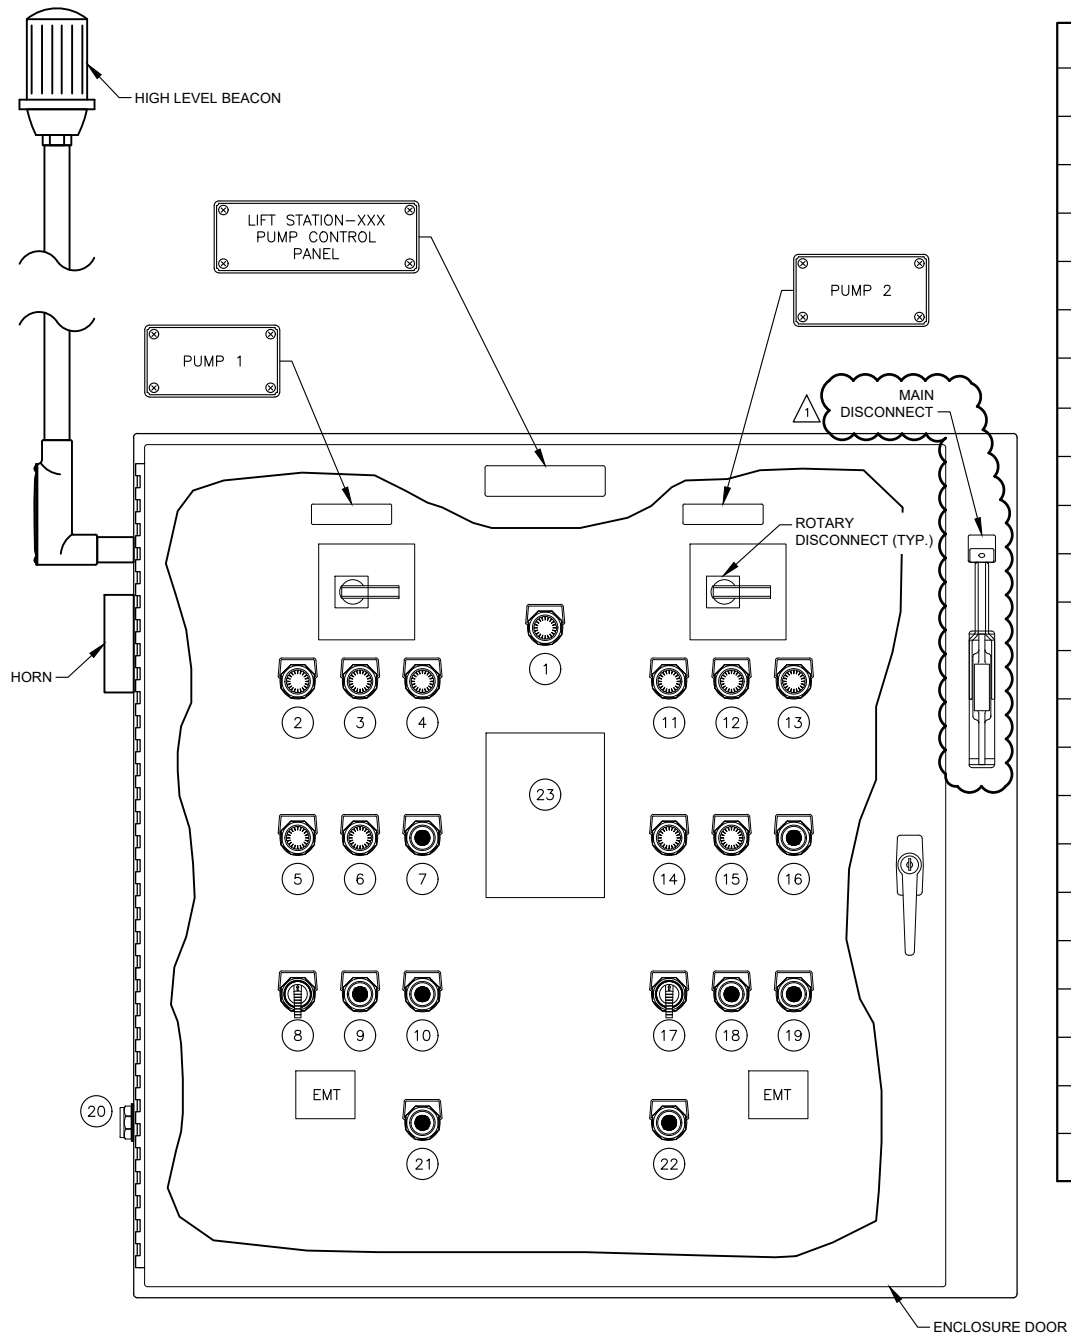 HIGH LEVEL BEACON
LIFT STATION-XXX
PUMP CONTROL
PANEL
PUMP 2
PUMP 1
1
MAIN
DISCONNECT
ROTARY
DISCONNECT (TYP.)
HORN
1
2
3
4
11
12
13
23
5
6
7
14
15
16
8
9
10
17
18
19
EMT
EMT
20
21
22
ENCLOSURE DOOR